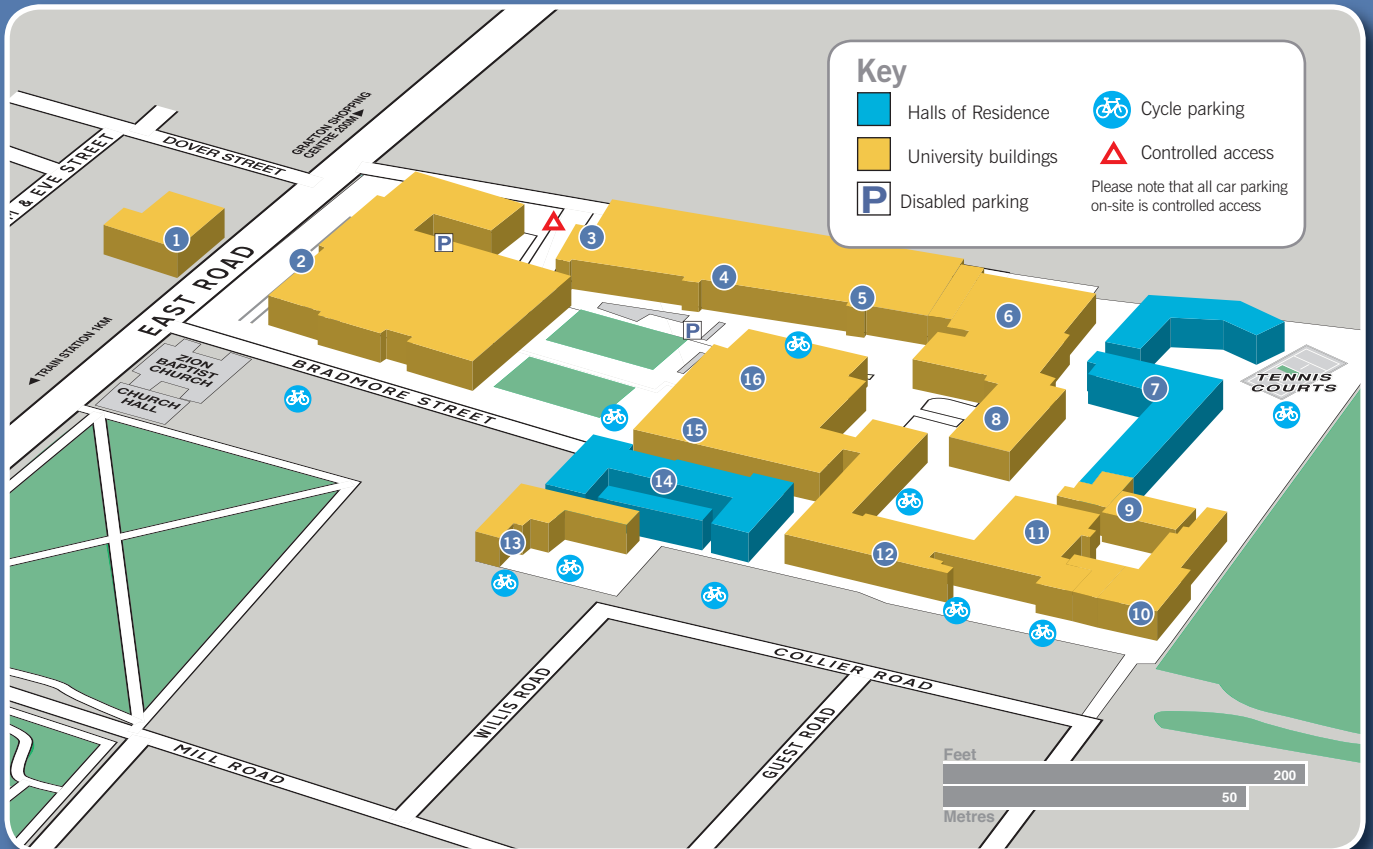 Key
Halls of Residence
University buildings
P
Disabled parking
Cycle parking
Controlled access
Please note that all car parking
on-site is controlled access
GRAFTON SHOPPING
CENTRE 200M
DOVER STREET
& EVE STREET
EAST ROAD
TRAIN STATION 1KM
ZION
BAPTIST
CHURCH
CHURCH
HALL
BRADMORE STREET
1
2
P
3
4
5
6
P
16
15
14
13
7
8
TENNIS
COURTS
9
11
12
10
COLLIER ROAD
WILLIS ROAD
GUEST ROAD
MILL ROAD
Feet
200
50
Metres